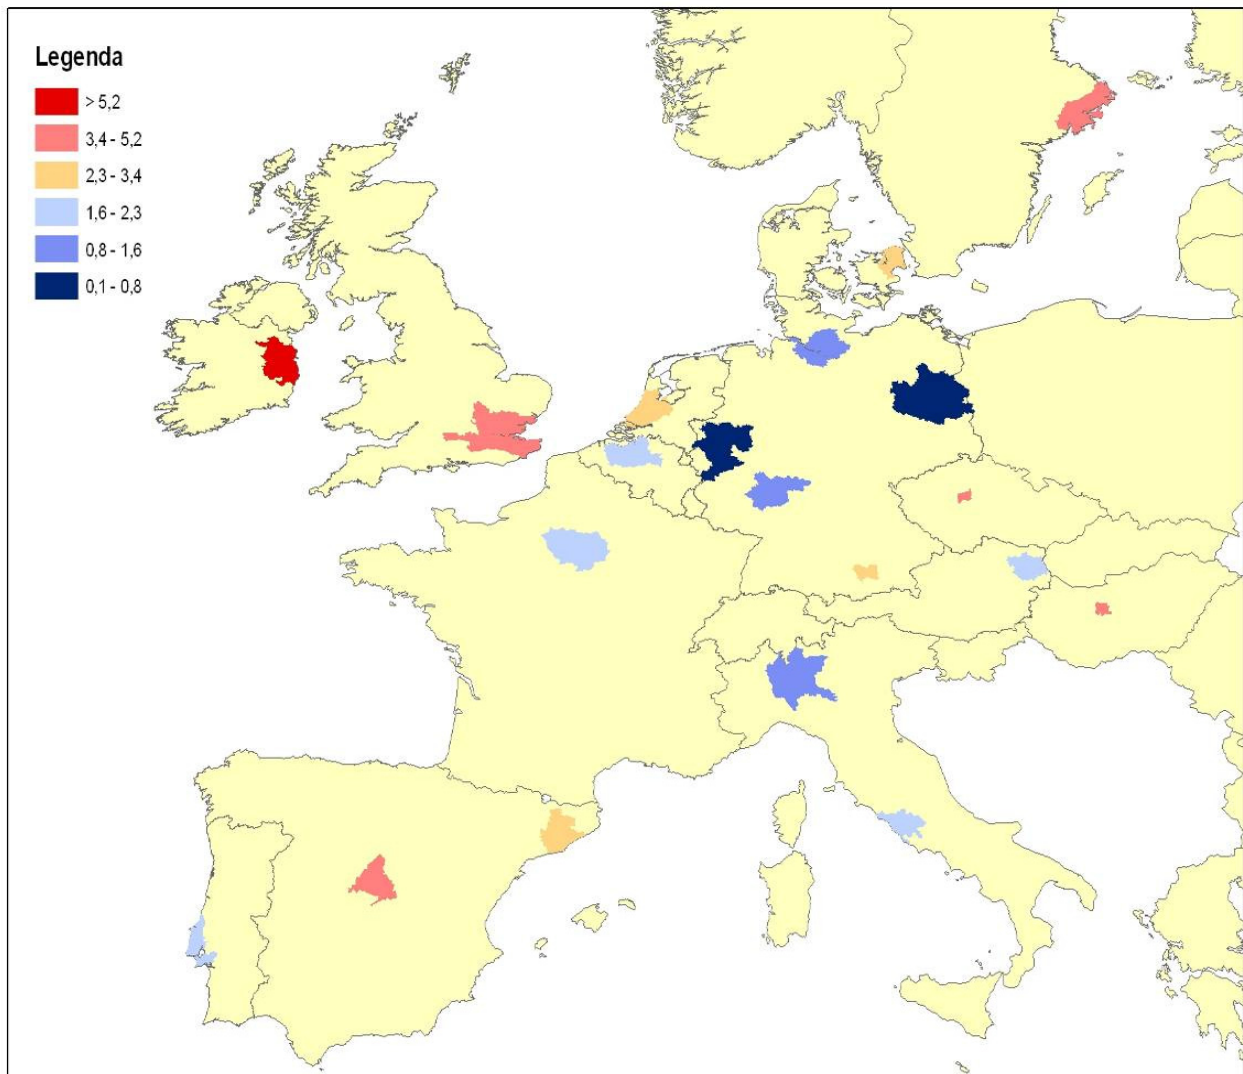 Legenda
> 5,2
3,4 - 5,2
2,3 - 3,4
1,6 - 2,3
0,8 - 1,6
0,1 - 0,8